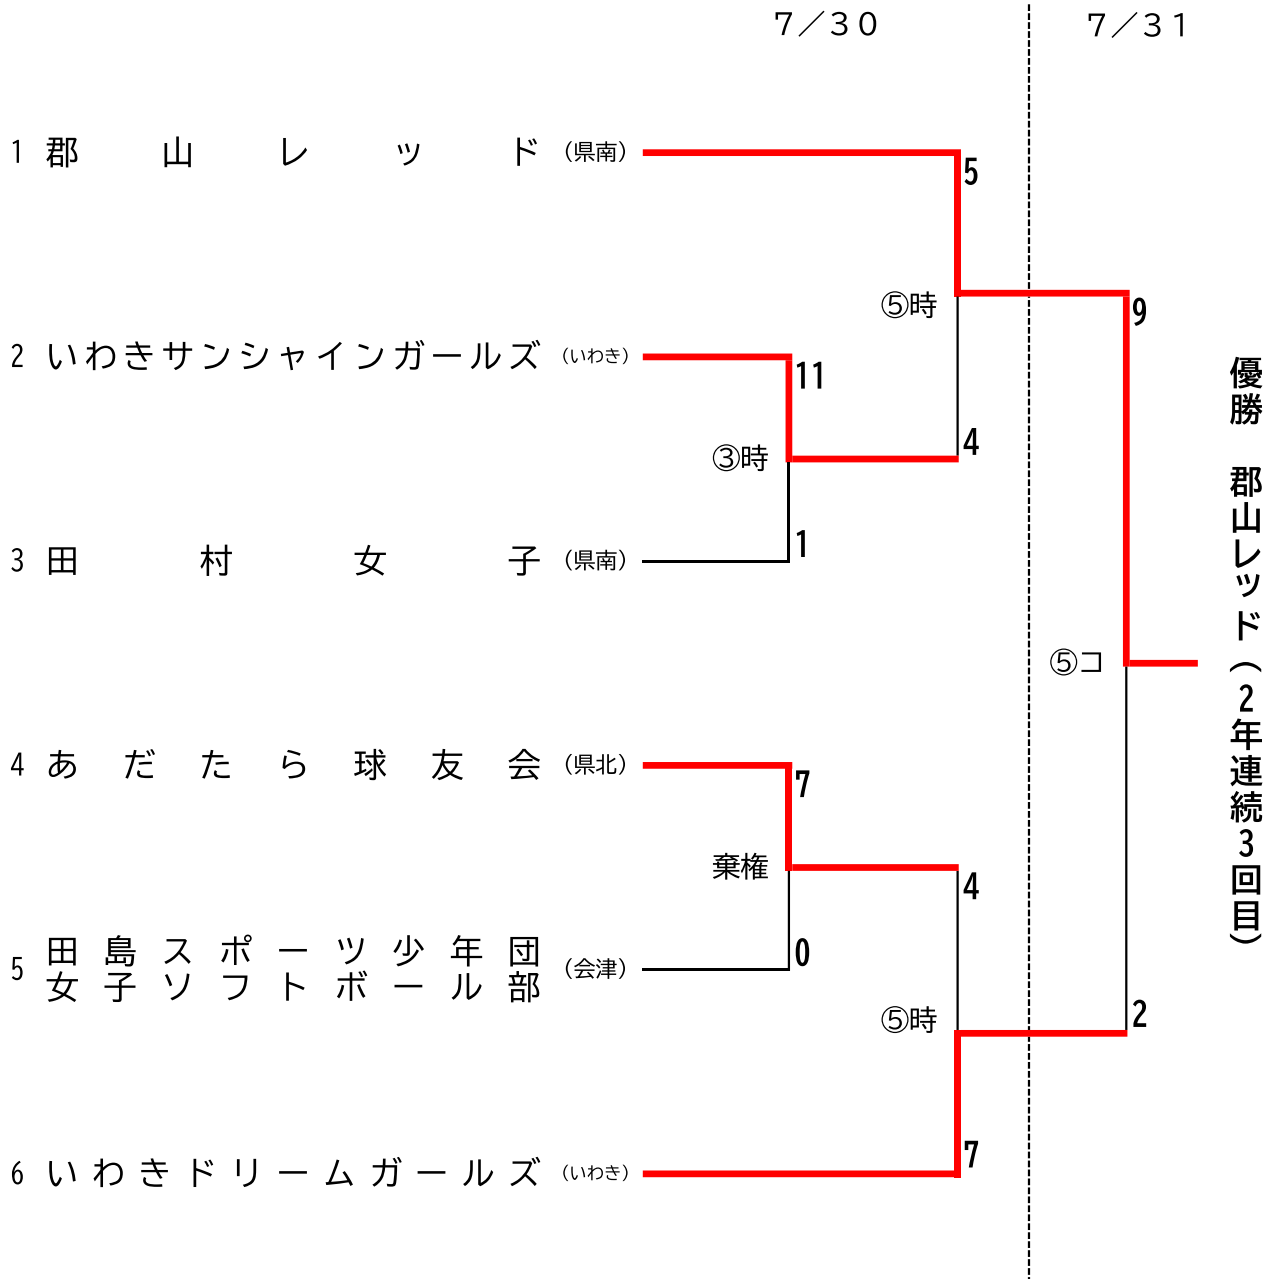 ７／３０
７／３１
1 郡山レッド（県南）
5
⑤時
9
2 いわきサンシャインガールズ（いわき）
11
4
③時
3 田村女子（県南）
1
⑤コ
4 あだたら球友会（県北）
7
棄権
4
5 田島スポーツ少年団
女子ソフトボール部（会津）
0
⑤時
2
6 いわきドリームガールズ（いわき）
7
優勝　郡山レッド（２年連続３回目）